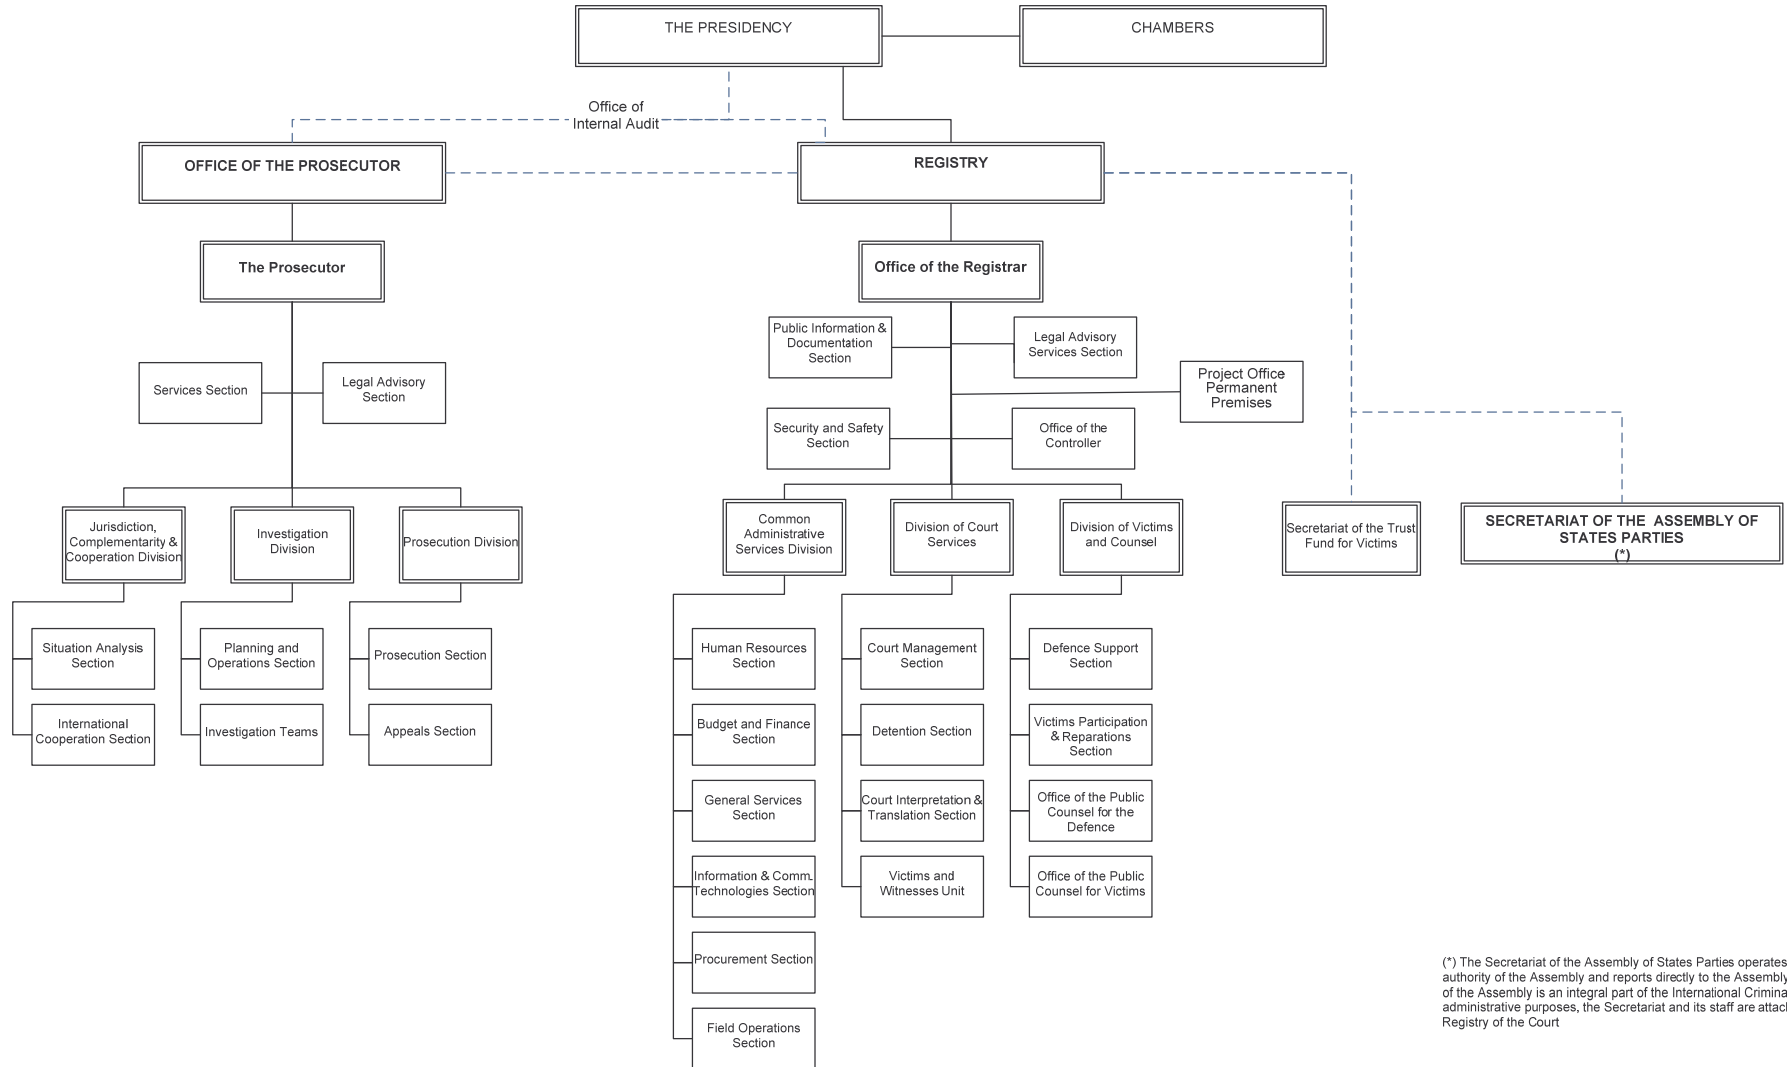 THE PRESIDENCY
CHAMBERS
Office of
Internal Audit
OFFICE OF THE PROSECUTOR
REGISTRY
The Prosecutor
Office of the Registrar
Public Information &
Documentation
Section
Legal Advisory
Services Section
Services Section
Legal Advisory
Section
Project Office
Permanent
Premises
Security and Safety
Section
Office of the
Controller
Jurisdiction,
Complementarity &
Cooperation Division
Investigation
Division
Prosecution Division
Common
Administrative
Services Division
Division of Court
Services
Division of Victims
and Counsel
Secretariat of the Trust
Fund for Victims
SECRETARIAT OF THE ASSEMBLY OF
STATES PARTIES
(*)
Situation Analysis
Section
Planning and
Operations Section
Prosecution Section
Human Resources
Section
Court Management
Section
Defence Support
Section
International
Cooperation Section
Investigation Teams
Appeals Section
Budget and Finance
Section
Detention Section
Victims Participation
& Reparations
Section
General Services
Section
Court Interpretation &
Translation Section
Office of the Public
Counsel for the
Defence
Information & Comm.
Technologies Section
Victims and
Witnesses Unit
Office of the Public
Counsel for Victims
Procurement Section
Field Operations
Section
(*) The Secretariat of the Assembly of States Parties operates
authority of the Assembly and reports directly to the Assembly
of the Assembly is an integral part of the International Crimina
administrative purposes, the Secretariat and its staff are attac
Registry of the Court